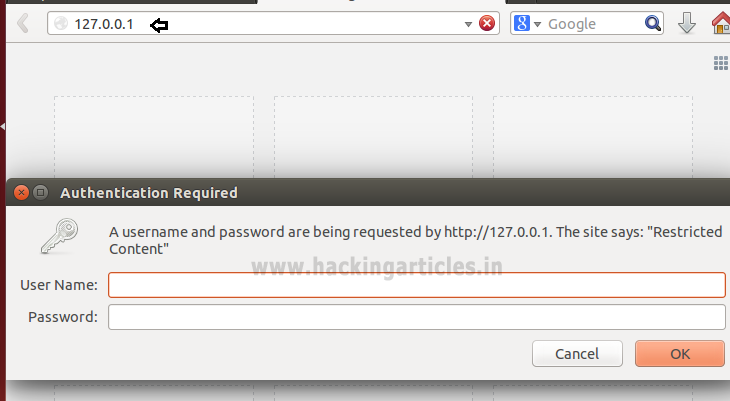 127.0.0.1
Google
Authentication Required
A username and password are being requested by http://127.0.0.1. The site says: "Restricted
Content"
www.hackingarticles.in
User Name:
Password:
Cancel
OK